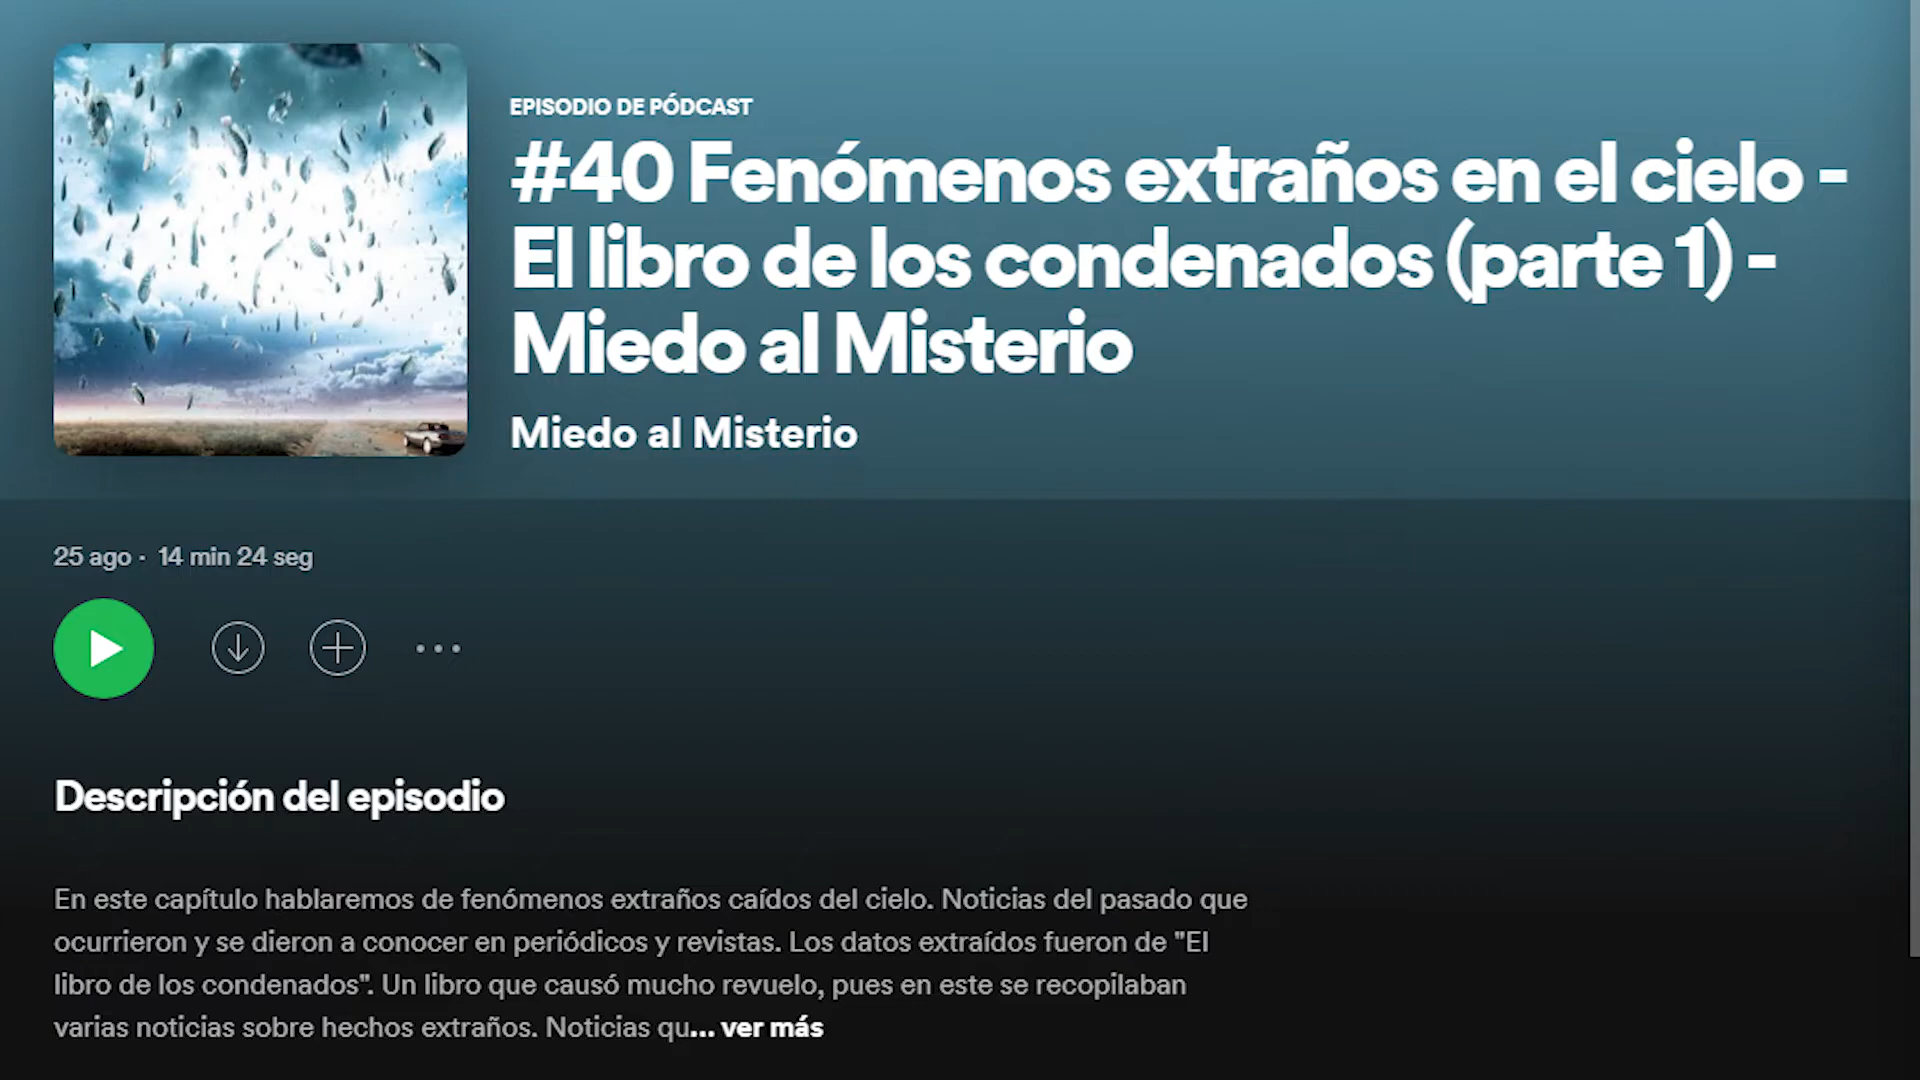 EPISODIO DE PÓDCAST
#40 Fenómenos extraños en el cielo -
El libro de los condenados (parte 1) -
Miedo al Misterio
Miedo al Misterio
25 ago · 14 min 24 seg
Descripción del episodio
En este capítulo hablaremos de fenómenos extraños caídos del cielo. Noticias del pasado que
ocurrieron y se dieron a conocer en periódicos y revistas. Los datos extraídos fueron de "El
libro de los condenados". Un libro que causó mucho revuelo, pues en este se recopilaban
varias noticias sobre hechos extraños. Noticias qu... ver más